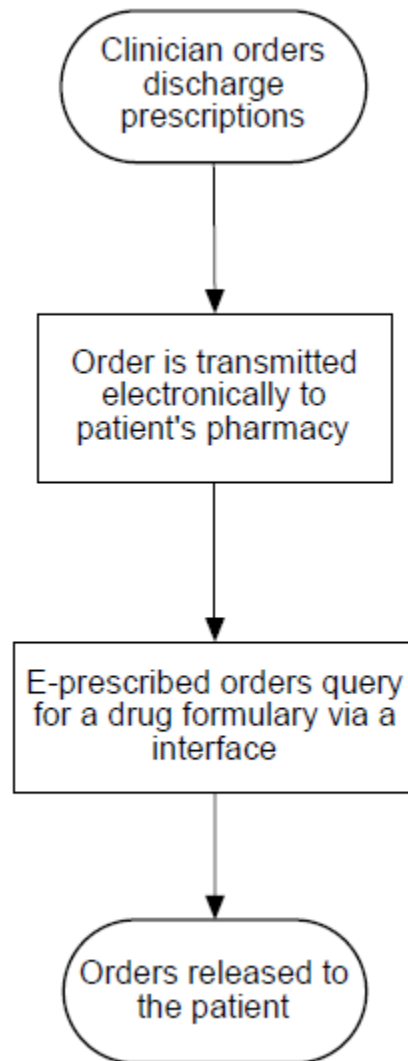 Clinician orders
discharge
prescriptions
Order is transmitted
electronically to
patient's pharmacy
E-prescribed orders query
for a drug formulary via a
interface
Orders released to
the patient